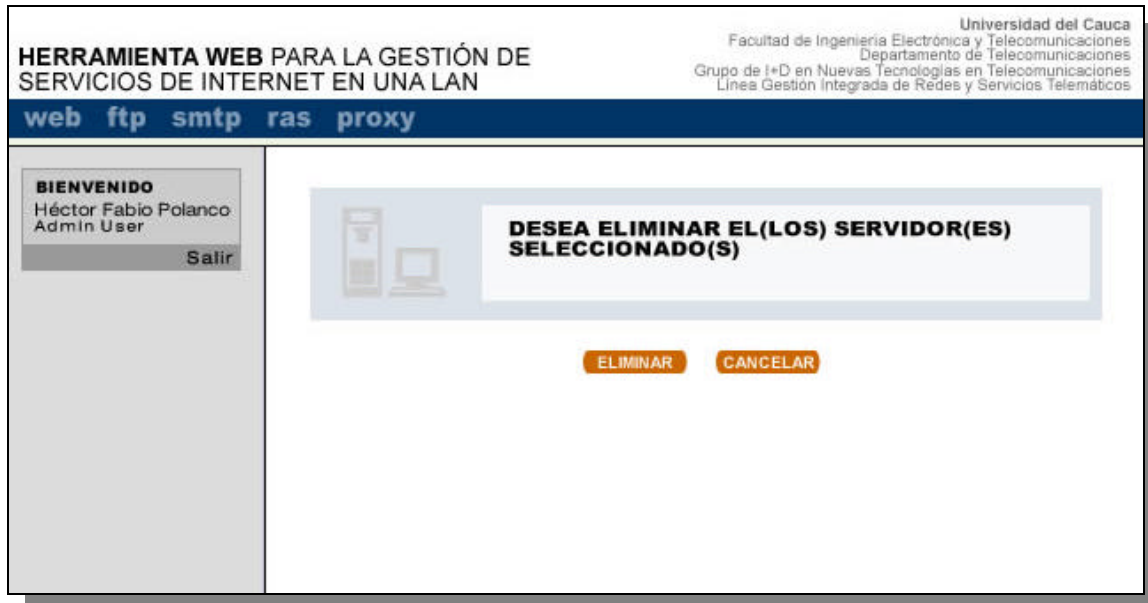 HERRAMIENTA WEB PARA LA GESTIÓN DE
SERVICIOS DE INTERNET EN UNA LAN
Universidad del Cauca
Facultad de Ingeniería Electrónica y Telecomunicaciones
Departamento de Telecomunicaciones
Grupo de I+D en Nuevas Tecnologías en Telecomunicaciones
Línea Gestión Integrada de Redes y Servicios Telemáticos
web ftp smtp ras proxy
BIENVENIDO
Héctor Fabio Polanco
Admin User
Salir
DESEA ELIMINAR EL(LOS) SERVIDOR(ES)
SELECCIONADO(S)
ELIMINAR CANCELAR